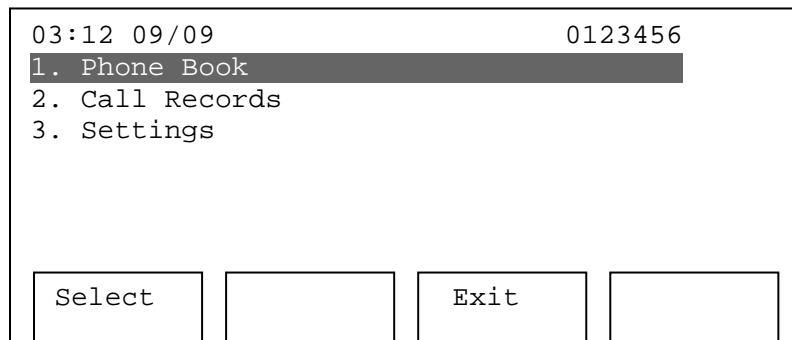 03:12 09/09 0123456
1. Phone Book
2. Call Records
3. Settings
Select Exit